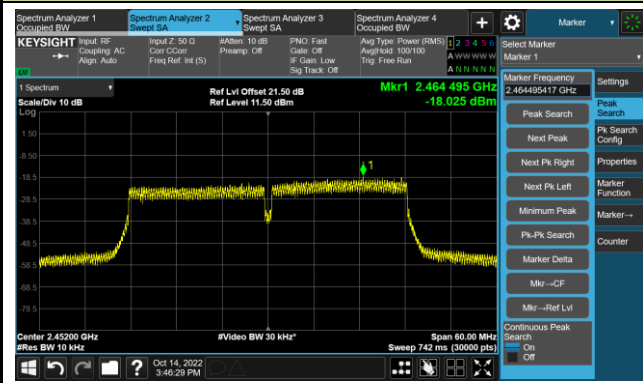 Spectrum Analyzer 1
Occupied BW
Spectrum Analyzer 2
Swept SA
Spectrum Analyzer 3
Swept SA
Spectrum Analyzer 4
Occupied BW
+
Marker
KEYSIGHT
LXI
Input: RF
Coupling: AC
Align: Auto
Input Z: 50 Ω
Corr CCorr
Freq Ref: Int (S)
#Atten: 10 dB
Preamp: Off
PNO: Fast
Gate: Off
IF Gain: Low
Sig Track: Off
Avg Type: Power (RMS)
Avg|Hold: 100/100
Trig: Free Run
1 2 3 4 5 6
A W W W W W
A N N N N N
Select Marker
Marker 1
1 Spectrum
Scale/Div 10 dB
Log
Ref Lvl Offset 21.50 dB
Ref Level 11.50 dBm
Mkr1 2.464 495 GHz
-18.025 dBm
1.50
-8.50
-18.5
-28.5
-38.5
-48.5
-58.5
-68.5
-78.5
1
Center 2.45200 GHz
#Res BW 10 kHz
#Video BW 30 kHz*
Span 60.00 MHz
Sweep 742 ms (30000 pts)
Marker Frequency
2.464495417 GHz
Peak Search
Next Peak
Next Pk Right
Next Pk Left
Minimum Peak
Pk-Pk Search
Marker Delta
Mkr→CF
Mkr→Ref Lvl
Continuous Peak
Search
On
Off
Settings
Peak
Search
Pk Search
Config
Properties
Marker
Function
Marker→
Counter
?
Oct 14, 2022
3:46:29 PM